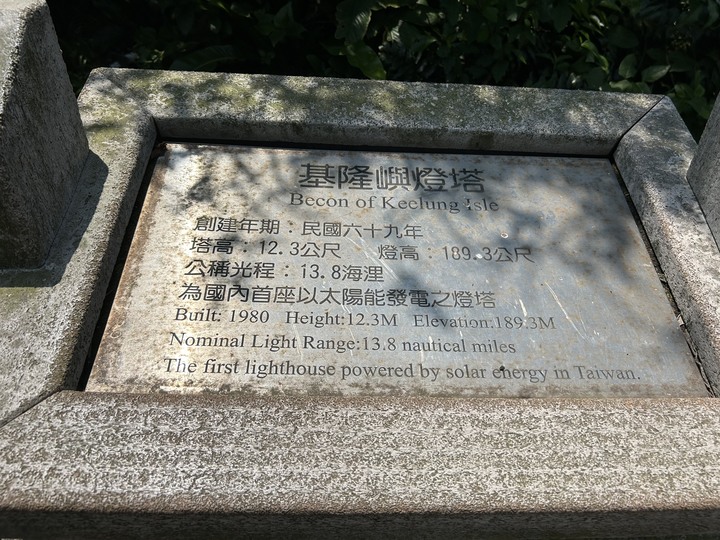 基隆嶼燈塔
Becon of Keelung Isle
創建年期：民國六十九年
塔高：12.3公尺 燈高：189.3公尺
公稱光程：13.8海浬
為國內首座以太陽能發電之燈塔
Built: 1980 Height:12.3M Elevation:189.3M
Nominal Light Range:13.8 nautical miles
The first lighthouse powered by solar energy in Taiwan.